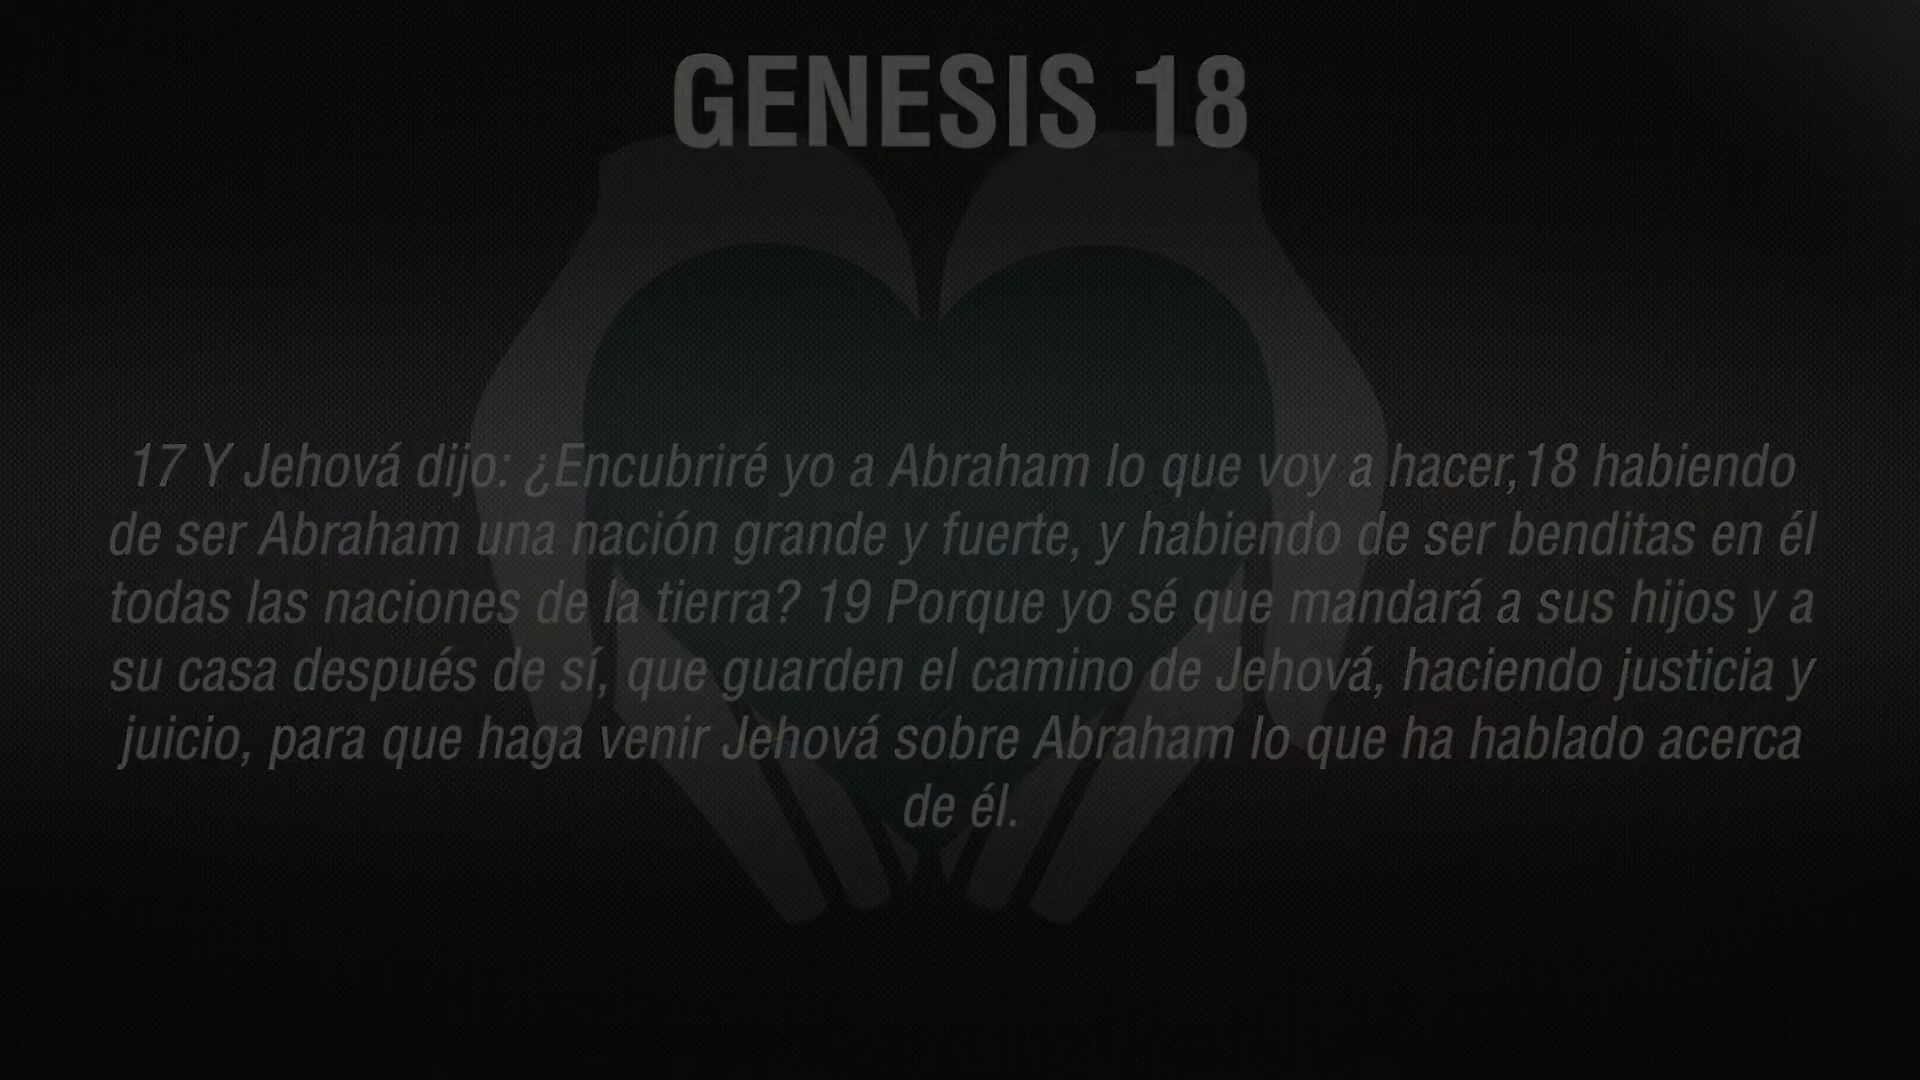 GENESIS 18
17 Y Jehová dijo: ¿Encubriré yo a Abraham lo que voy a hacer,18 habiendo
de ser Abraham una nación grande y fuerte, y habiendo de ser benditas en él
todas las naciones de la tierra? 19 Porque yo sé que mandará a sus hijos y a
su casa después de sí, que guarden el camino de Jehová, haciendo justicia y
juicio, para que haga venir Jehová sobre Abraham lo que ha hablado acerca
de él.